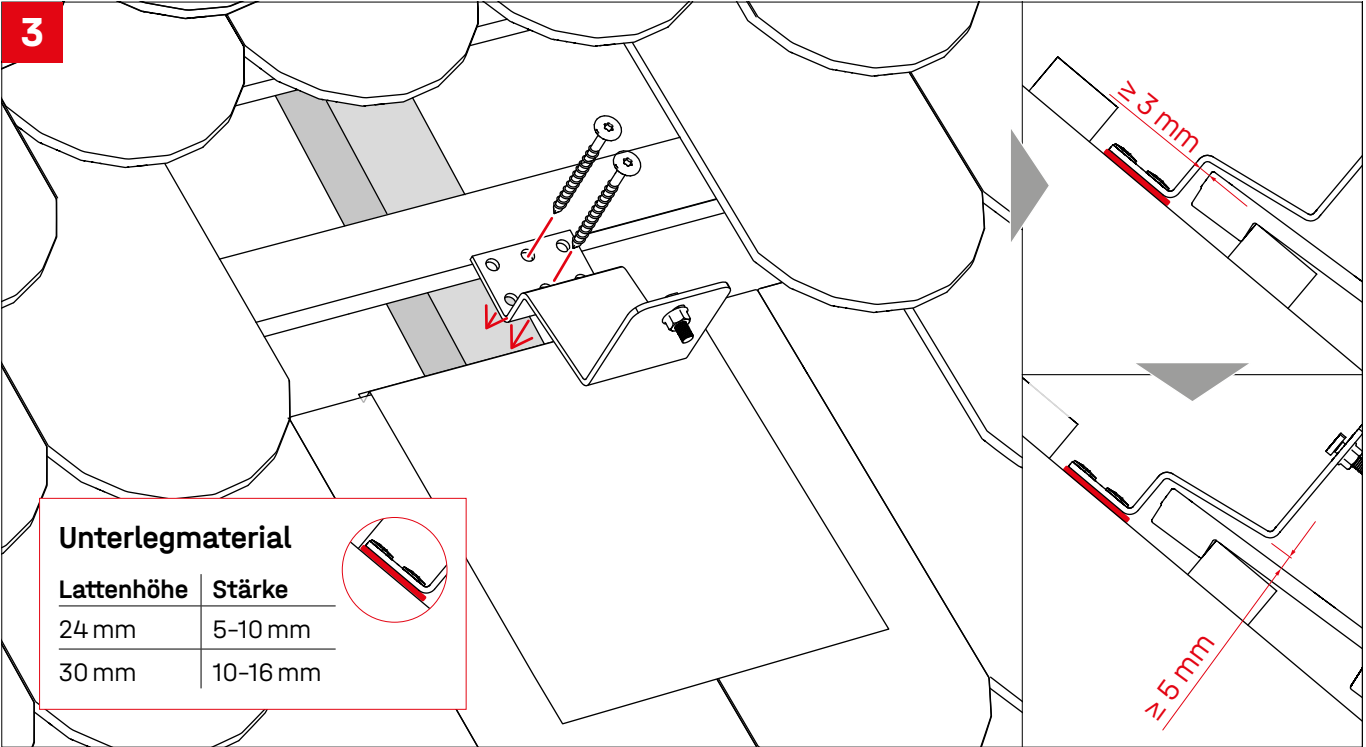 3
≥ 3 mm
≥ 5 mm
Unterlegmaterial
Lattenhöhe Stärke
24 mm 5-10 mm
30 mm 10-16 mm